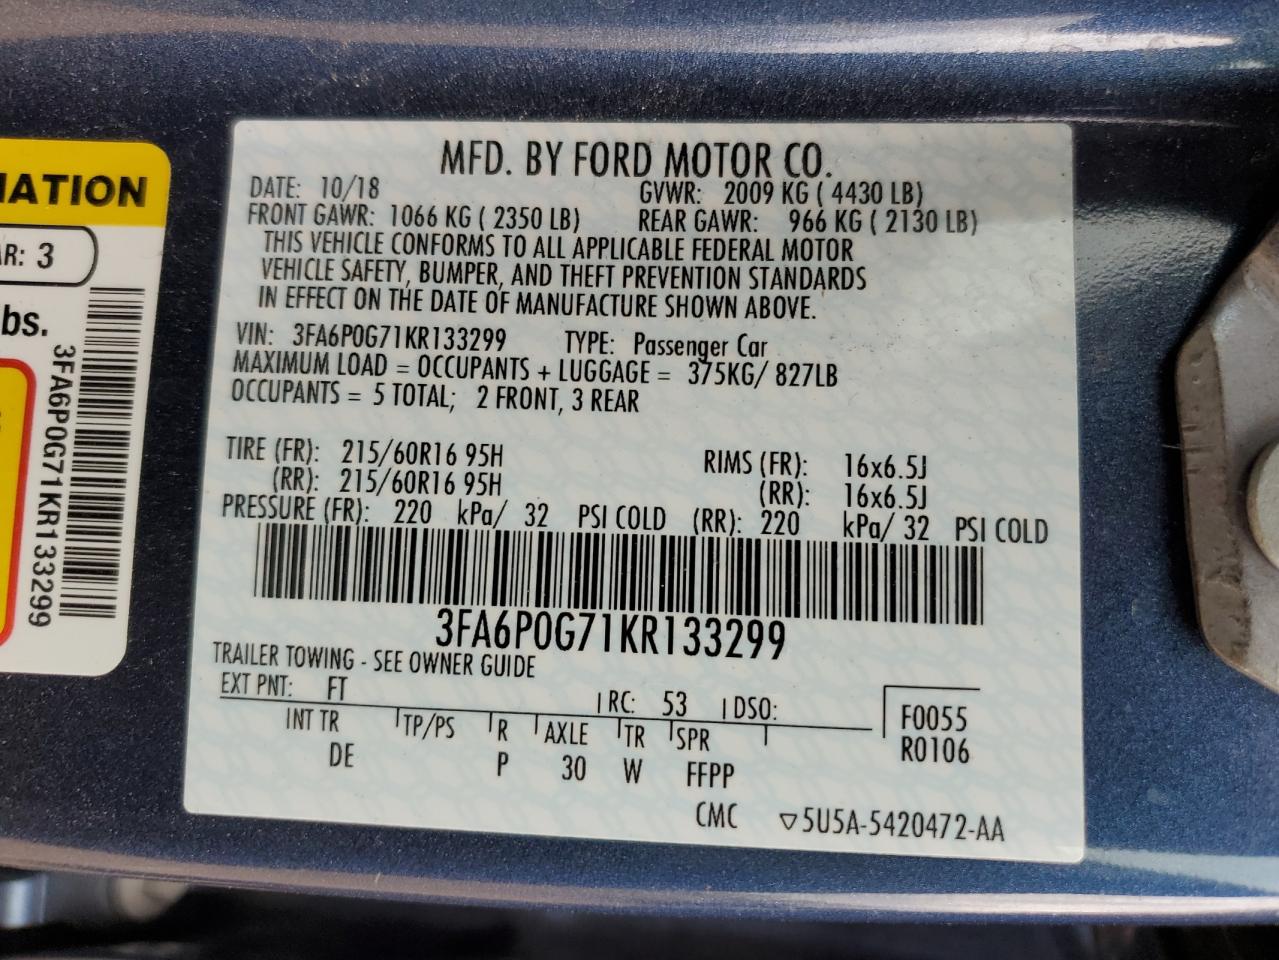 MFD. BY FORD MOTOR CO.
DATE: 10/18 GVWR: 2009 KG ( 4430 LB)
FRONT GAWR: 1066 KG ( 2350 LB) REAR GAWR: 966 KG ( 2130 LB)
THIS VEHICLE CONFORMS TO ALL APPLICABLE FEDERAL MOTOR
VEHICLE SAFETY, BUMPER, AND THEFT PREVENTION STANDARDS
IN EFFECT ON THE DATE OF MANUFACTURE SHOWN ABOVE.
VIN: 3FA6P0G71KR133299 TYPE: Passenger Car
MAXIMUM LOAD = OCCUPANTS + LUGGAGE = 375KG/ 827LB
OCCUPANTS = 5 TOTAL; 2 FRONT, 3 REAR
TIRE (FR): 215/60R16 95H RIMS (FR): 16x6.5J
(RR): 215/60R16 95H (RR): 16x6.5J
PRESSURE (FR): 220 kPa/ 32 PSI COLD (RR): 220 kPa/ 32 PSI COLD
3FA6P0G71KR133299
TRAILER TOWING - SEE OWNER GUIDE
EXT PNT: FT RC: 53 DSO:
INT TR TP/PS R AXLE TR SPR F0055
DE P 30 W FFPP R0106
CMC ▽5U5A-5420472-AA
MATION
AR: 3
bs.
3FA6P0G71KR133299